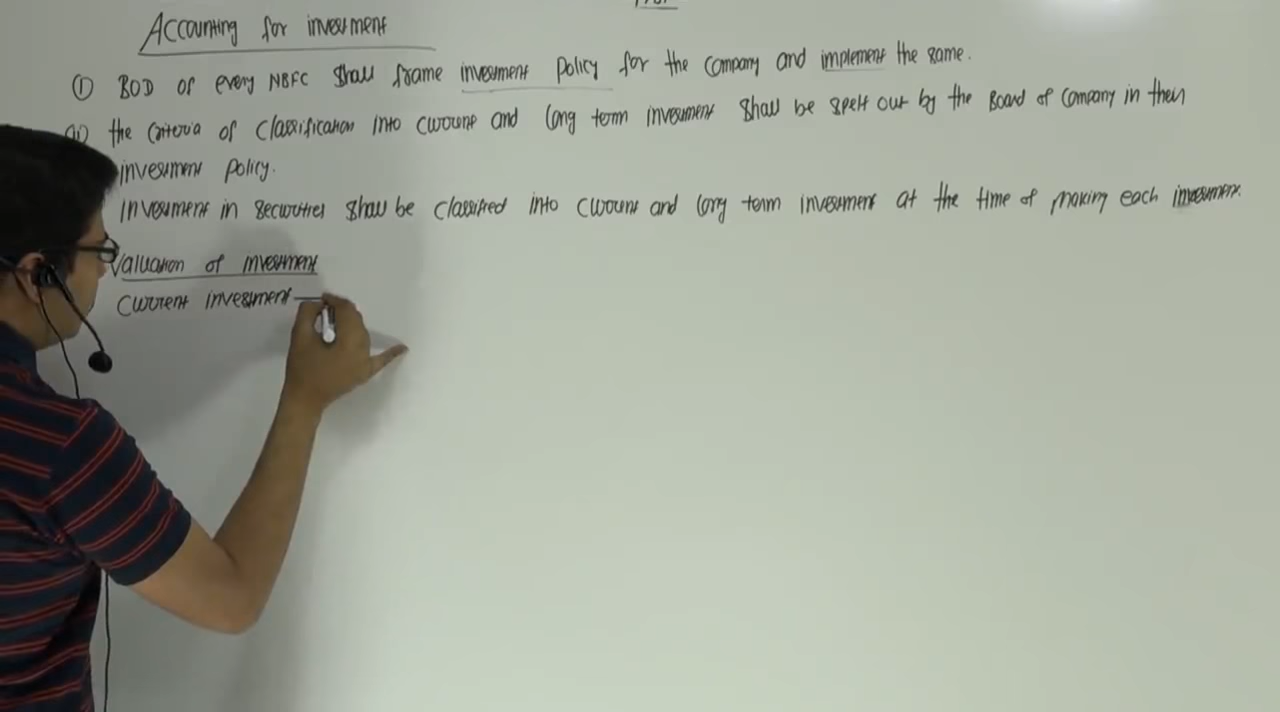 Accounting for investment
① BOD of every NBFC shall frame investment policy for the company and implement the same.
the criteria of classification into current and long term investment shall be spelt out by the Board of company in their
investment policy.
Investment in securities shall be classified into current and long term investment at the time of making each investment.
Valuation of investment
Current investment